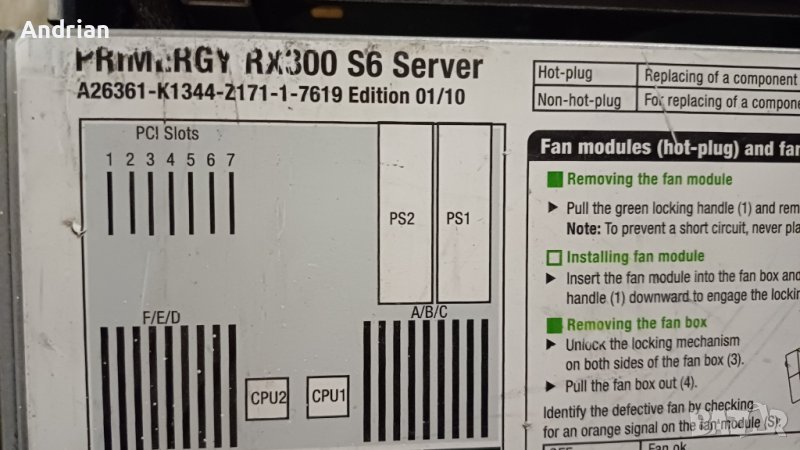 Andrian
PRIMERGY RX300 S6 Server
A26361-K1344-Z171-1-7619 Edition 01/10
Hot-plug Replacing of a component
Non-hot-plug For replacing of a compone
PCI Slots
1 2 3 4 5 6 7
PS2 PS1
F/E/D
A/B/C
CPU2 CPU1
Fan modules (hot-plug) and fan
Removing the fan module
Pull the green locking handle (1) and rem
Note: To prevent a short circuit, never pla
Installing fan module
Insert the fan module into the fan box and
handle (1) downward to engage the lockin
Removing the fan box
Unlock the locking mechanism
on both sides of the fan box (3).
Pull the fan box out (4).
Identify the defective fan by checking
for an orange signal on the fan module (S):
OFF Fan ok